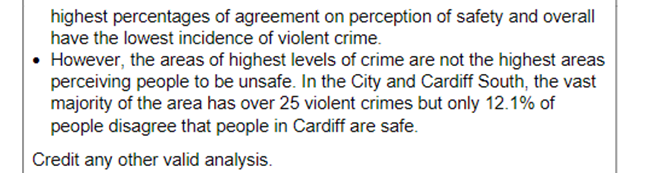 highest percentages of agreement on perception of safety and overall
have the lowest incidence of violent crime.
• However, the areas of highest levels of crime are not the highest areas
perceiving people to be unsafe. In the City and Cardiff South, the vast
majority of the area has over 25 violent crimes but only 12.1% of
people disagree that people in Cardiff are safe.
Credit any other valid analysis.